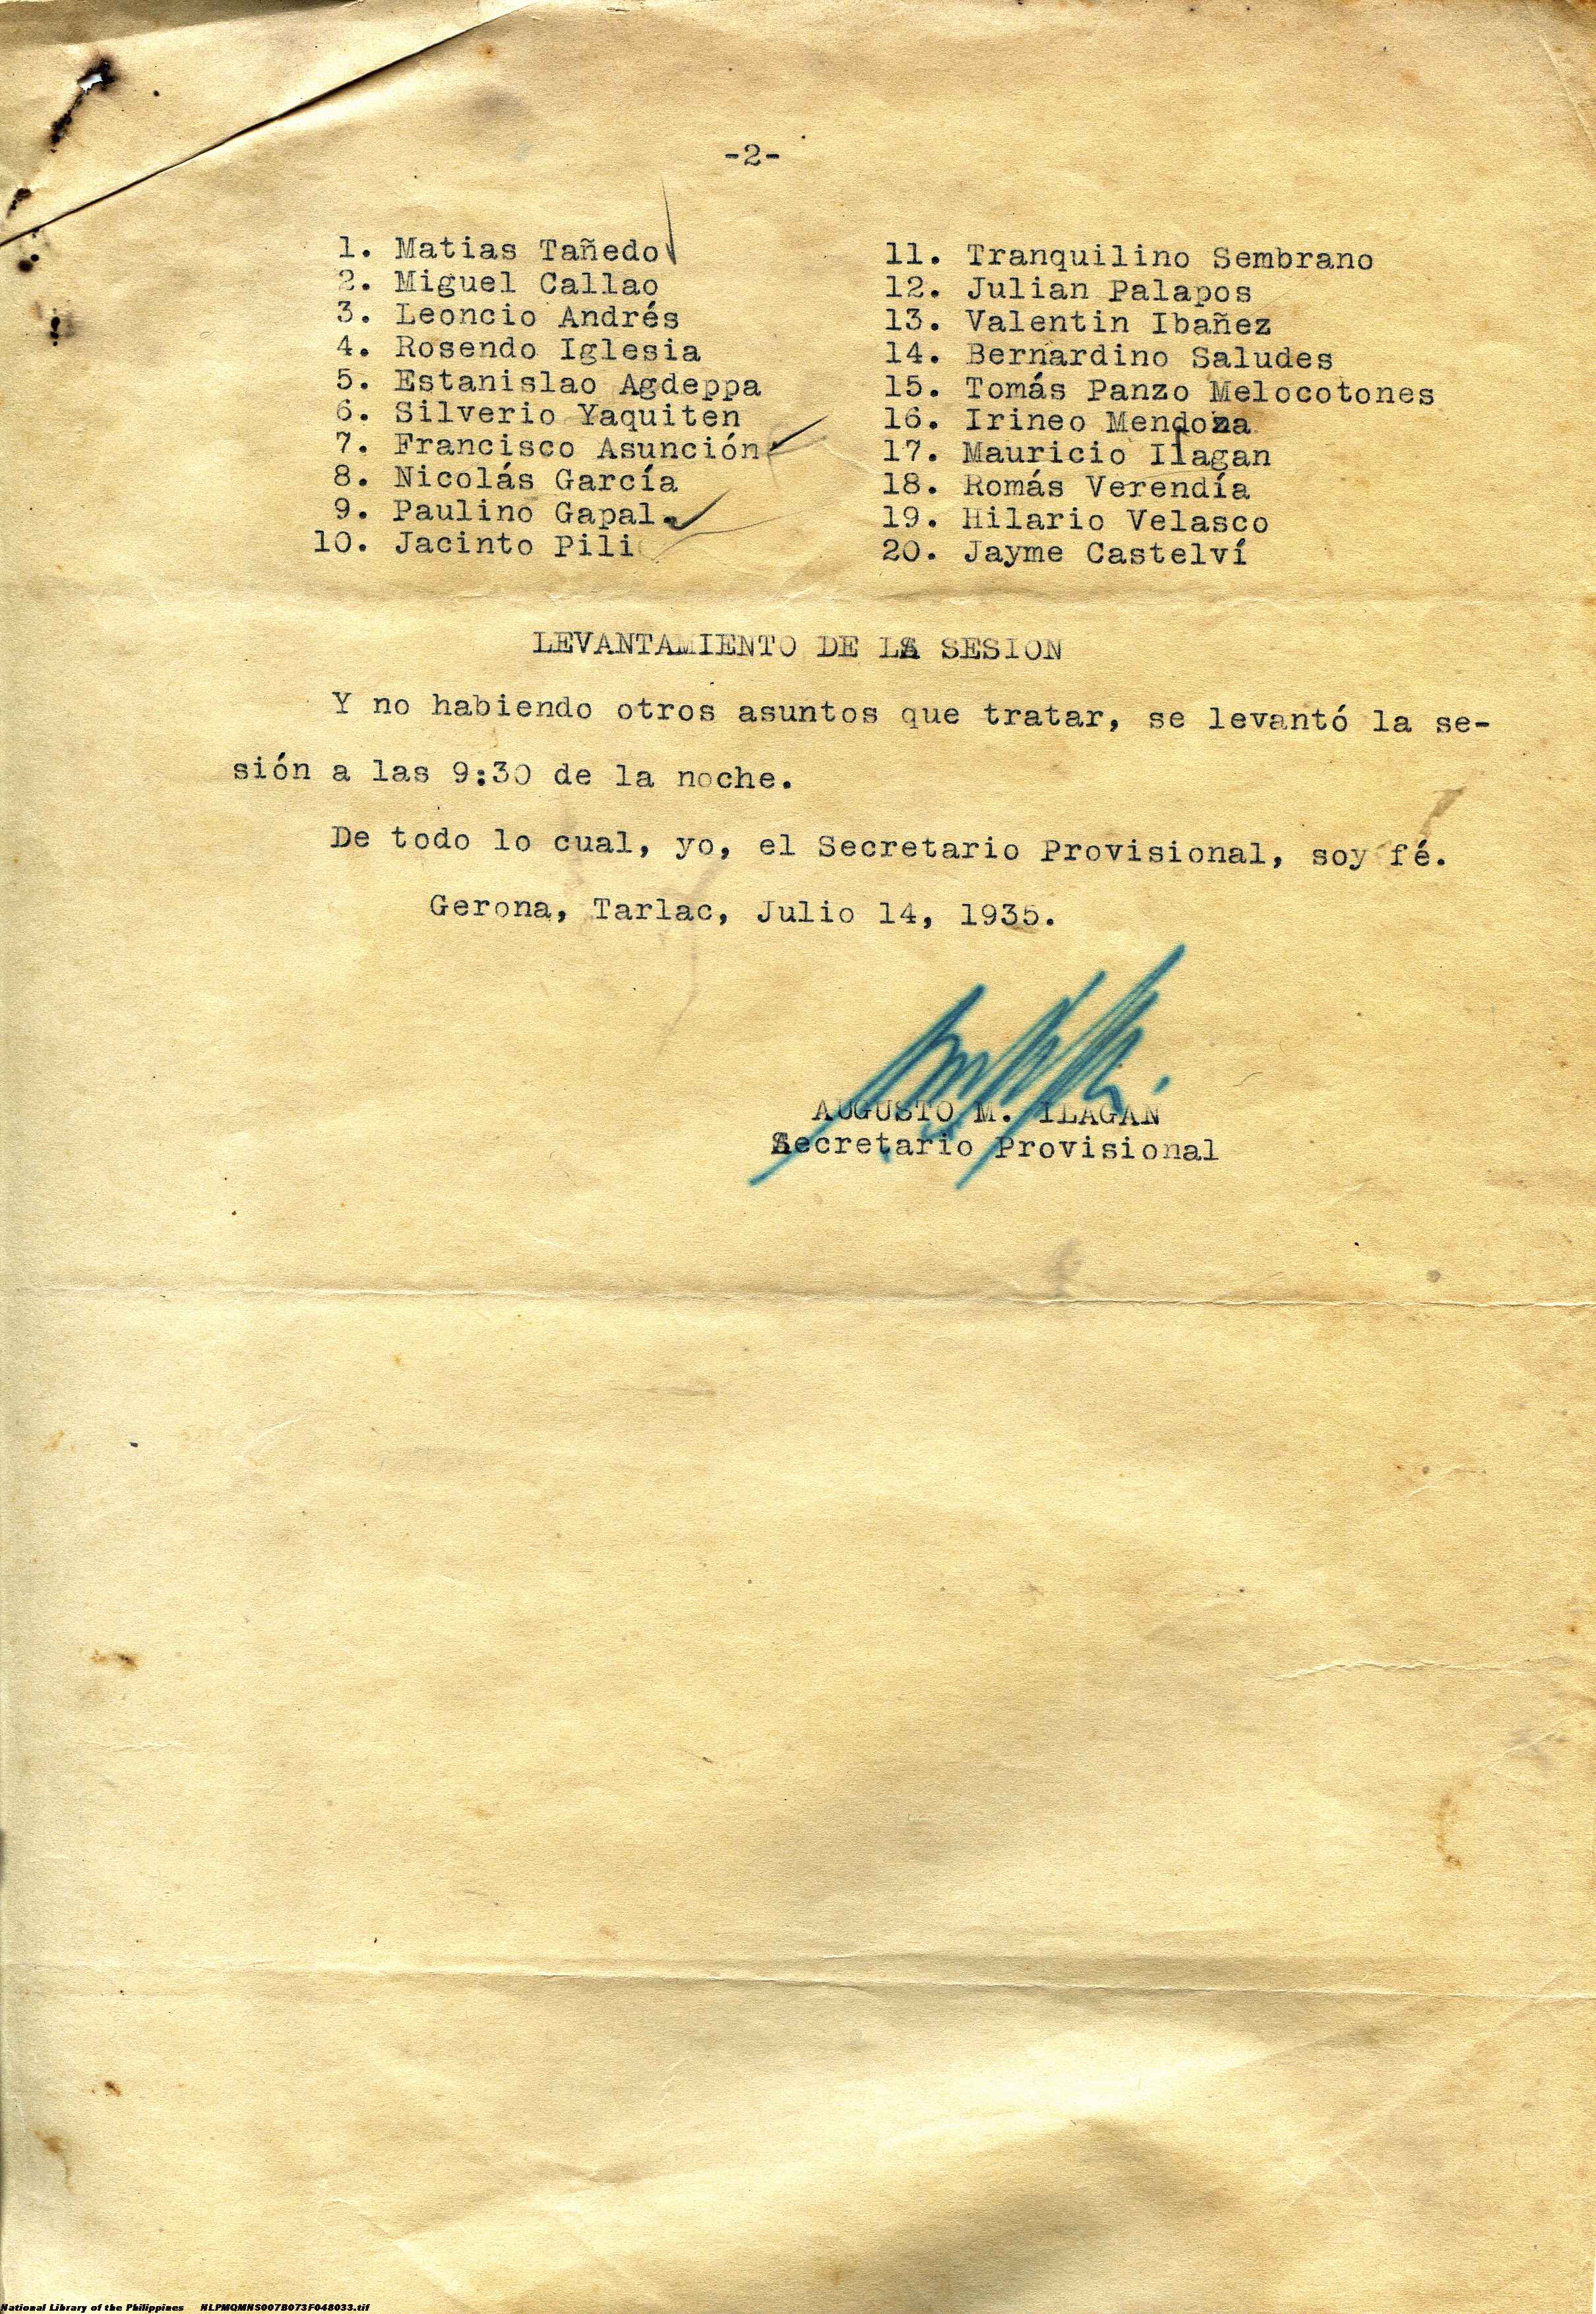 -2-
1. Matias Tañedo
2. Miguel Callao
3. Leoncio Andrés
4. Rosendo Iglesia
5. Estanislao Agdeppa
6. Silverio Yaquiten
7. Francisco Asunción
8. Nicolás García
9. Paulino Gapal
10. Jacinto Pili
11. Tranquilino Sembrano
12. Julian Palapos
13. Valentin Ibañez
14. Bernardino Saludes
15. Tomás Panzo Melocotones
16. Irineo Mendoza
17. Mauricio Ilagan
18. Romás Verendía
19. Hilario Velasco
20. Jayme Castelví
LEVANTAMIENTO DE LA SESION
Y no habiendo otros asuntos que tratar, se levantó la se-
sión a las 9:30 de la noche.
De todo lo cual, yo, el Secretario Provisional, soy fé.
Gerona, Tarlac, Julio 14, 1935.
AUGUSTO M. ILAGAN
Secretario Provisional
National Library of the Philippines NLPMQMNS007B073F048033.tif